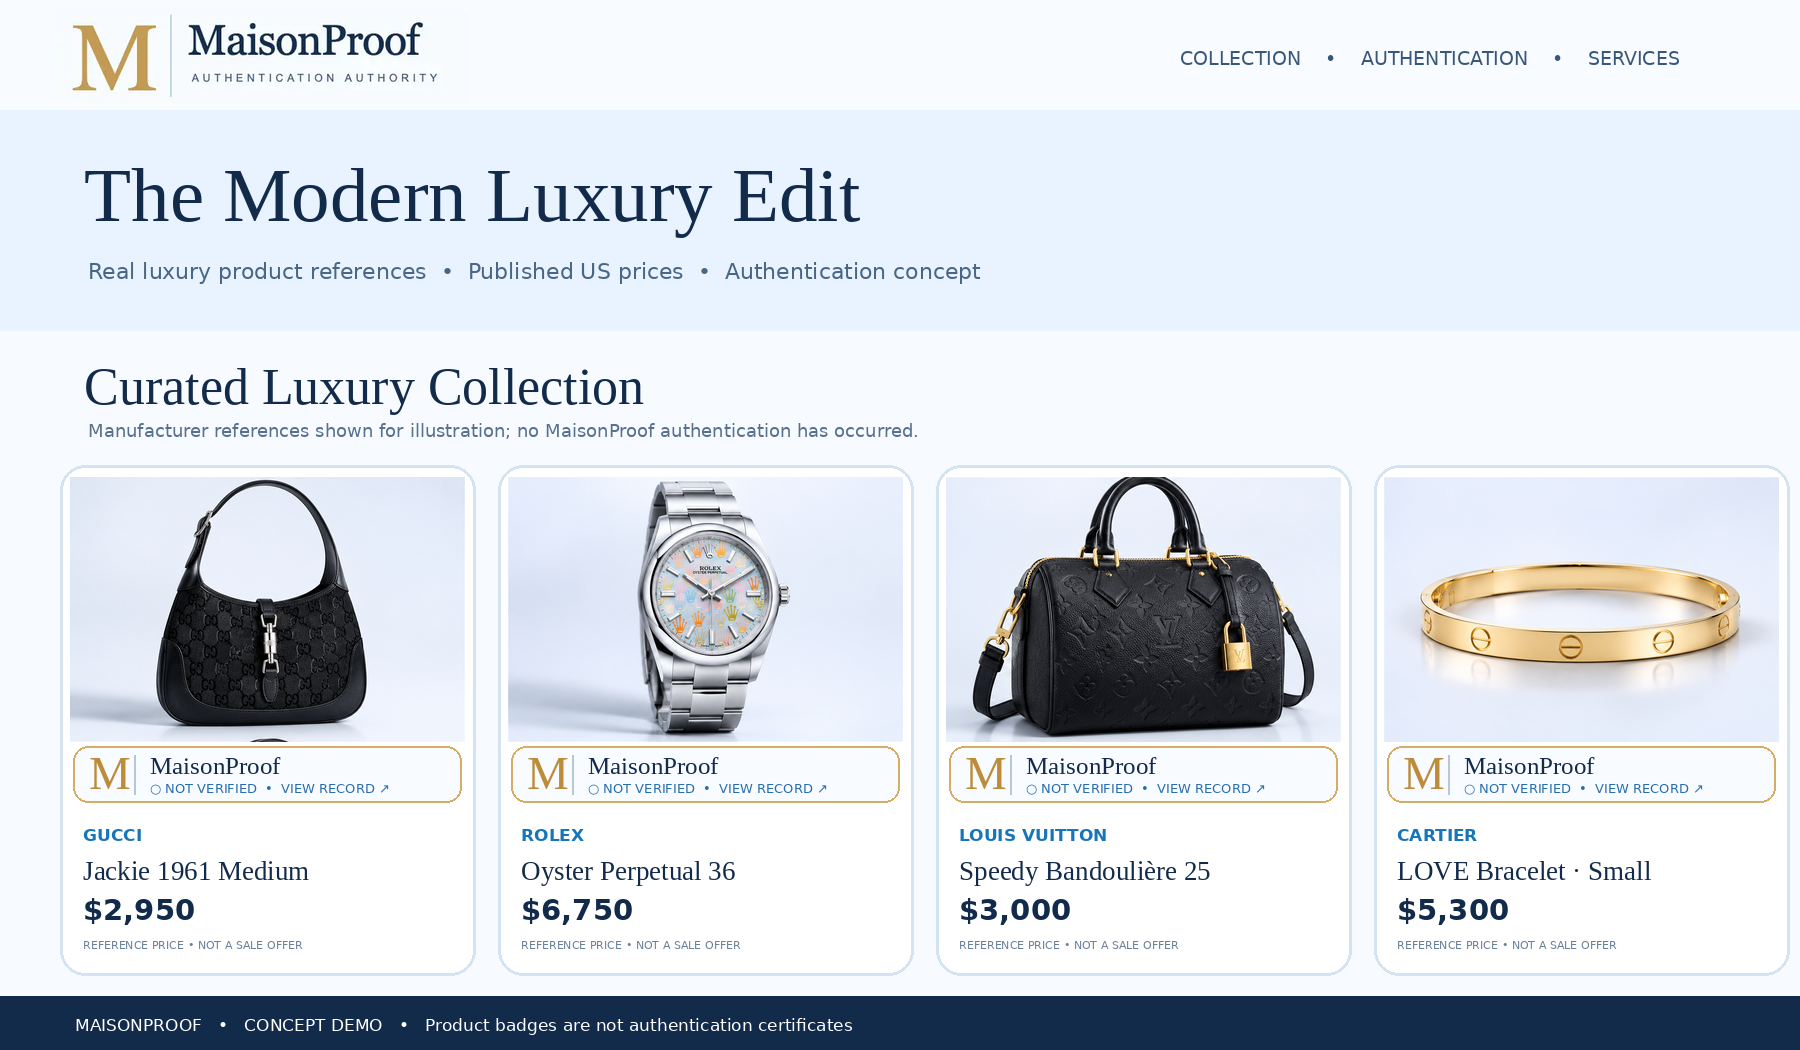 M MaisonProof
AUTHENTICATION AUTHORITY
COLLECTION • AUTHENTICATION • SERVICES
The Modern Luxury Edit
Real luxury product references • Published US prices • Authentication concept
Curated Luxury Collection
Manufacturer references shown for illustration; no MaisonProof authentication has occurred.
ROLEX
OYSTER PERPETUAL
LV
M MaisonProof
○ NOT VERIFIED • VIEW RECORD ↗
GUCCI
Jackie 1961 Medium
$2,950
REFERENCE PRICE • NOT A SALE OFFER
M MaisonProof
○ NOT VERIFIED • VIEW RECORD ↗
ROLEX
Oyster Perpetual 36
$6,750
REFERENCE PRICE • NOT A SALE OFFER
M MaisonProof
○ NOT VERIFIED • VIEW RECORD ↗
LOUIS VUITTON
Speedy Bandoulière 25
$3,000
REFERENCE PRICE • NOT A SALE OFFER
M MaisonProof
○ NOT VERIFIED • VIEW RECORD ↗
CARTIER
LOVE Bracelet · Small
$5,300
REFERENCE PRICE • NOT A SALE OFFER
MAISONPROOF • CONCEPT DEMO • Product badges are not authentication certificates